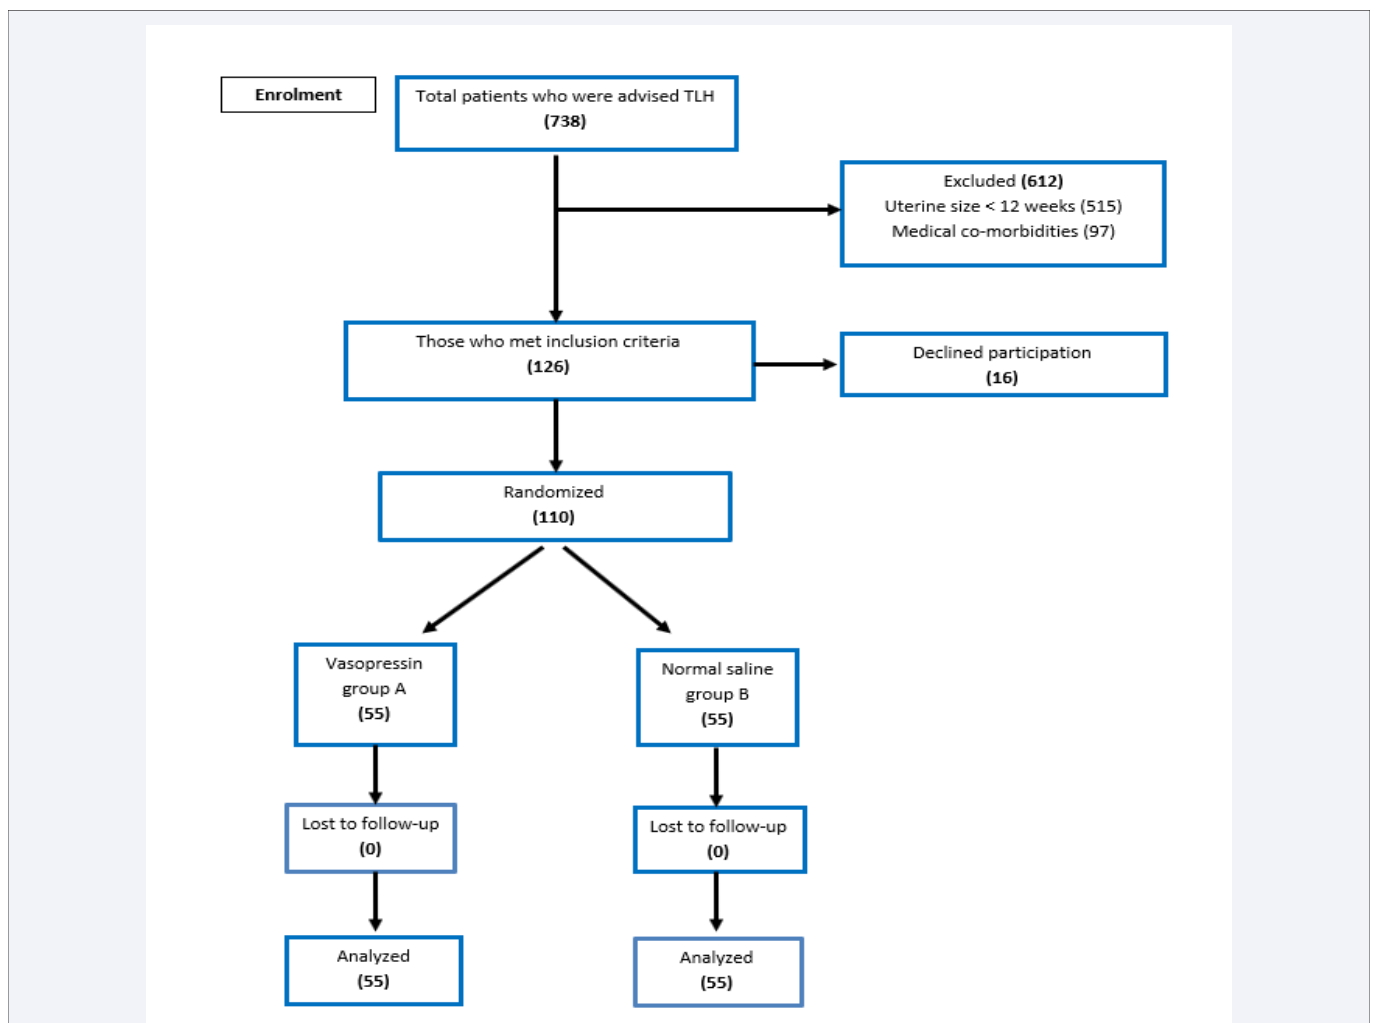 Enrolment
Total patients who were advised TLH
(738)
Excluded (612)
Uterine size < 12 weeks (515)
Medical co-morbidities (97)
Those who met inclusion criteria
(126)
Declined participation
(16)
Randomized
(110)
Vasopressin
group A
(55)
Normal saline
group B
(55)
Lost to follow-up
(0)
Lost to follow-up
(0)
Analyzed
(55)
Analyzed
(55)